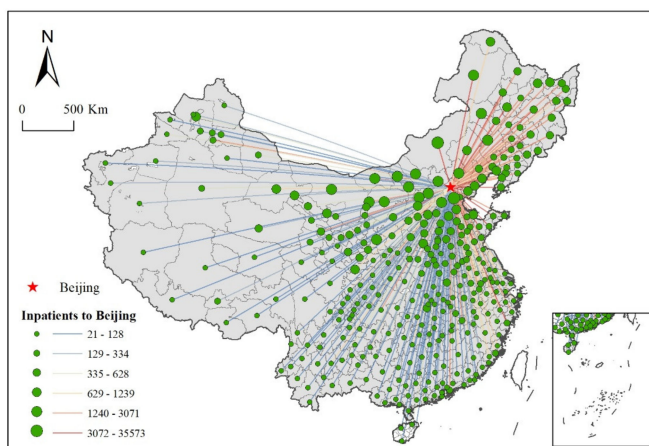 N
0
500 Km
Beijing
Inpatients to Beijing
21 - 128
129 - 334
335 - 628
629 - 1239
1240 - 3071
3072 - 35573